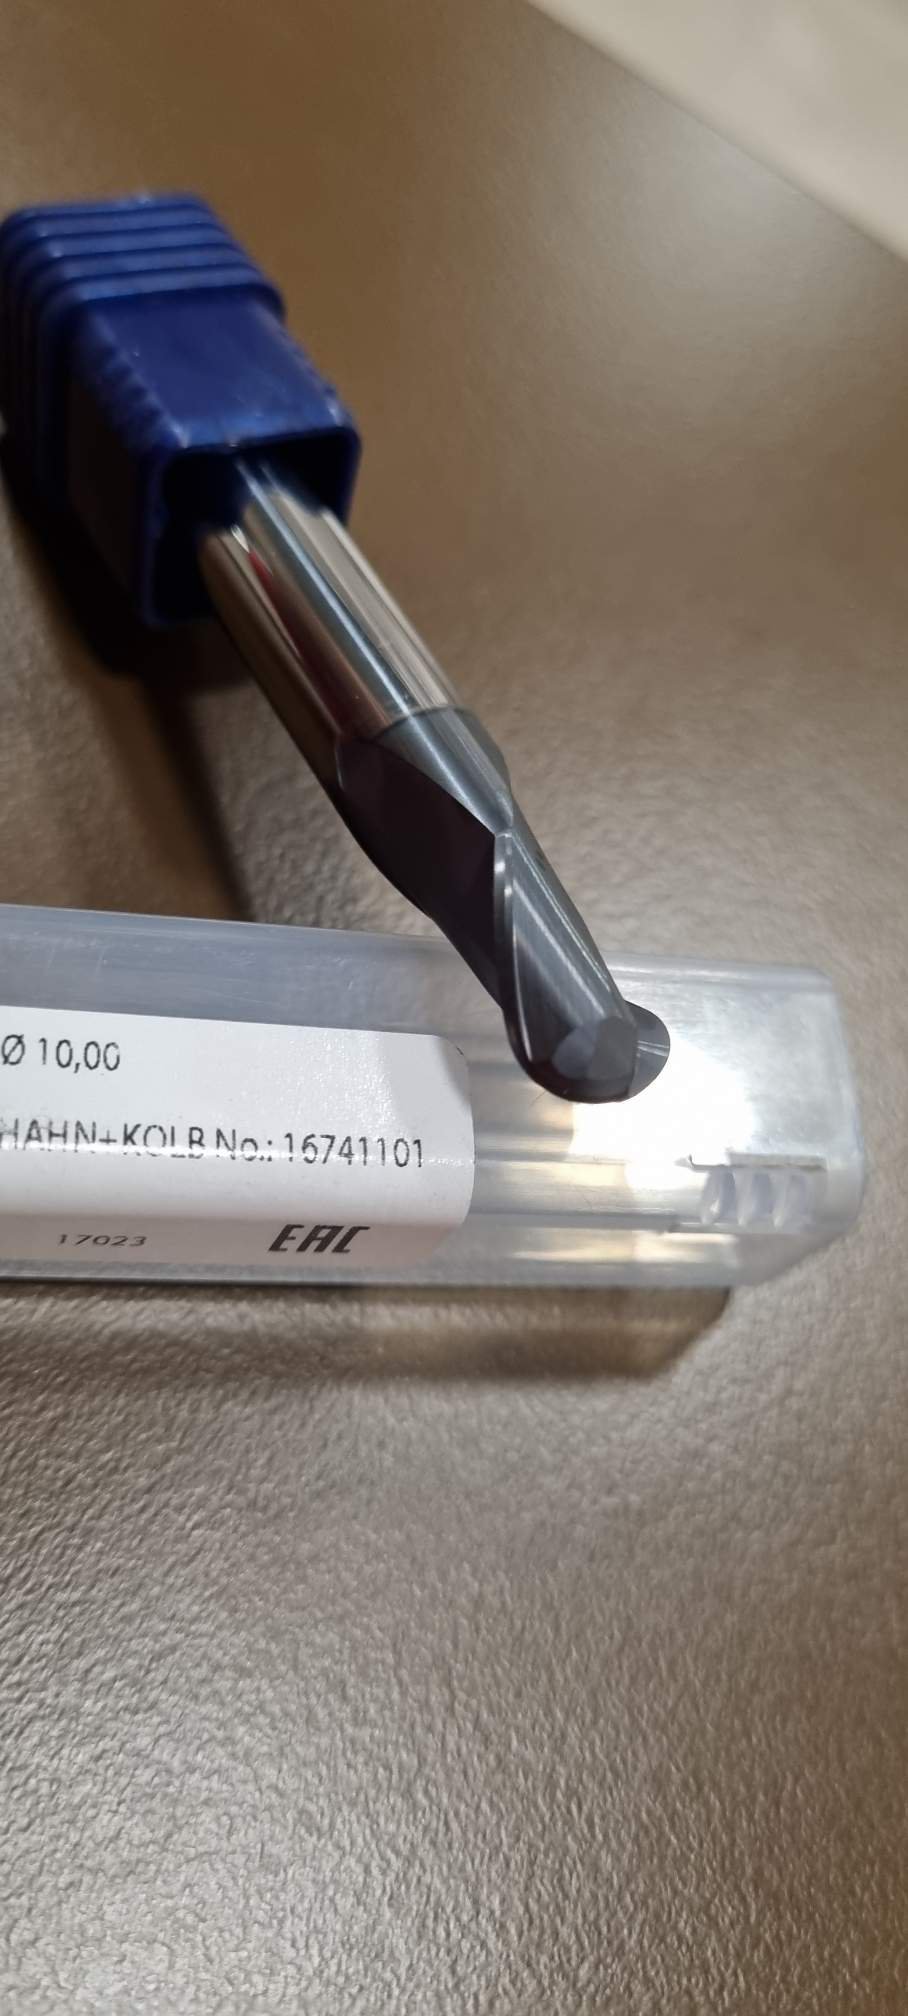 Ø 10,00
HAHN+KOLB No.: 16741101
17023 EAC